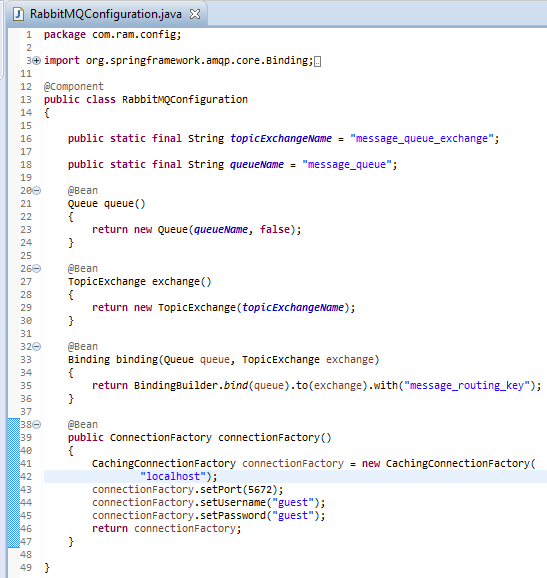 RabbitMQConfiguration.java
1 package com.ram.config;
2
3 import org.springframework.amqp.core.Binding;
11
12 @Component
13 public class RabbitMQConfiguration
14 {
15
16 public static final String topicExchangeName = "message_queue_exchange";
17
18 public static final String queueName = "message_queue";
19
20 @Bean
21 Queue queue()
22 {
23 return new Queue(queueName, false);
24 }
25
26 @Bean
27 TopicExchange exchange()
28 {
29 return new TopicExchange(topicExchangeName);
30 }
31
32 @Bean
33 Binding binding(Queue queue, TopicExchange exchange)
34 {
35 return BindingBuilder.bind(queue).to(exchange).with("message_routing_key");
36 }
37
38 @Bean
39 public ConnectionFactory connectionFactory()
40 {
41 CachingConnectionFactory connectionFactory = new CachingConnectionFactory(
42 "localhost");
43 connectionFactory.setPort(5672);
44 connectionFactory.setUsername("guest");
45 connectionFactory.setPassword("guest");
46 return connectionFactory;
47 }
48
49 }